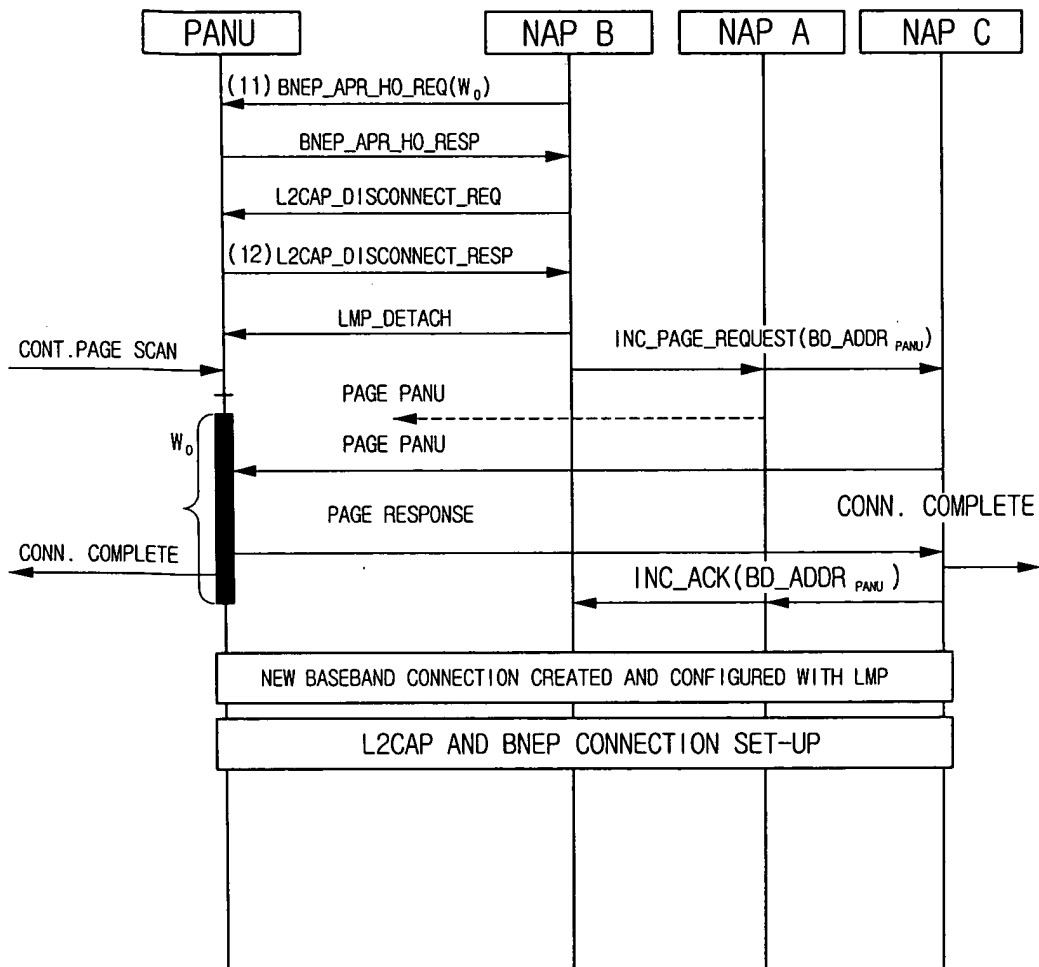 PANU
NAP B
NAP A
NAP C
(11) BNEP_APR_HO_REQ(W0)
BNEP_APR_HO_RESP
L2CAP_DISCONNECT_REQ
(12) L2CAP_DISCONNECT_RESP
LMP_DETACH
INC_PAGE_REQUEST(BD_ADDR PANU)
CONT.PAGE SCAN
PAGE PANU
W0
PAGE PANU
PAGE RESPONSE
CONN. COMPLETE
CONN. COMPLETE
INC_ACK(BD_ADDR PANU)
NEW BASEBAND CONNECTION CREATED AND CONFIGURED WITH LMP
L2CAP AND BNEP CONNECTION SET-UP